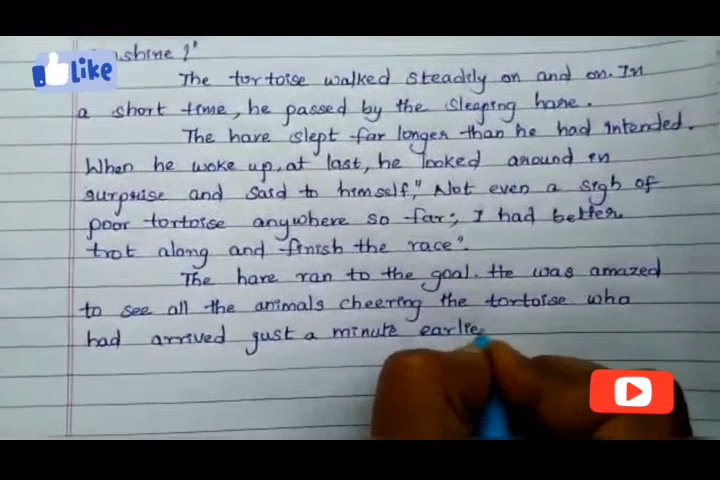 shine?"
Like
The tortoise walked steadily on and on. In
a short time, he passed by the sleeping hare.
The hare slept far longer than he had intended.
When he woke up, at last, he looked around in
surprise and said to himself," Not even a sigh of
poor tortoise anywhere so far; I had better
trot along and finish the race".
The hare ran to the goal. He was amazed
to see all the animals cheering the tortoise who
had arrived just a minute earlie